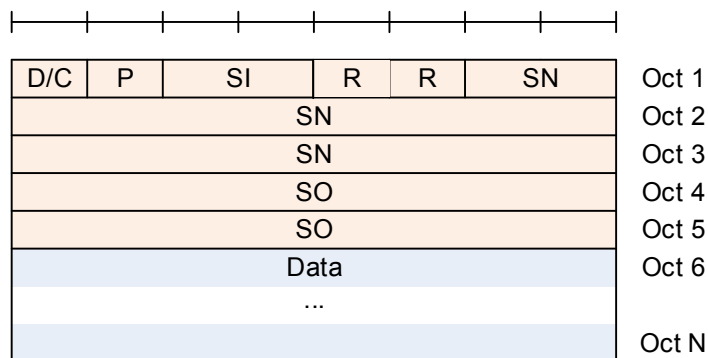 D/C P SI R R SN Oct 1
SN Oct 2
SN Oct 3
SO Oct 4
SO Oct 5
Data Oct 6
...
Oct N